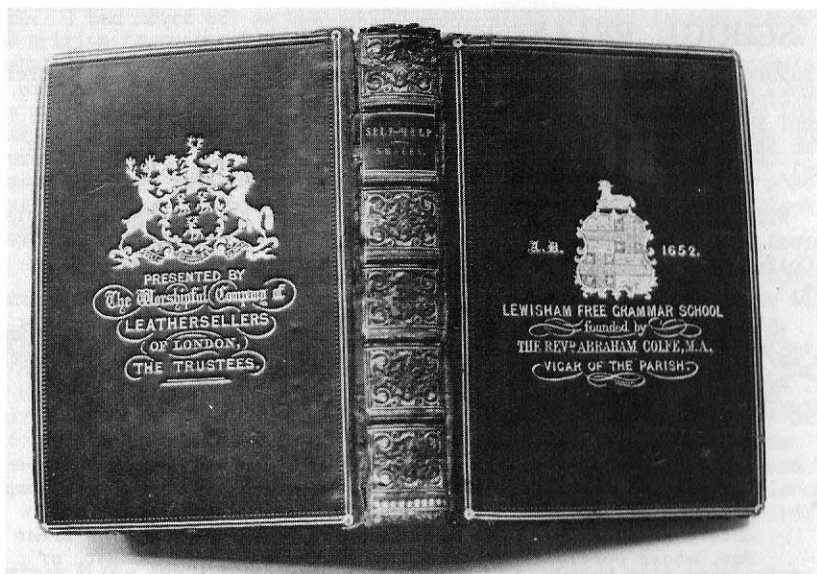 PRESENTED BY
The Worshipful Company of
LEATHERSELLERS
OF LONDON,
THE TRUSTEES.
SELF-HELP.
SMILES.
A.D. 1652.
LEWISHAM FREE GRAMMAR SCHOOL
founded by
THE REVD ABRAHAM COLFE, M.A.,
VICAR OF THE PARISH.